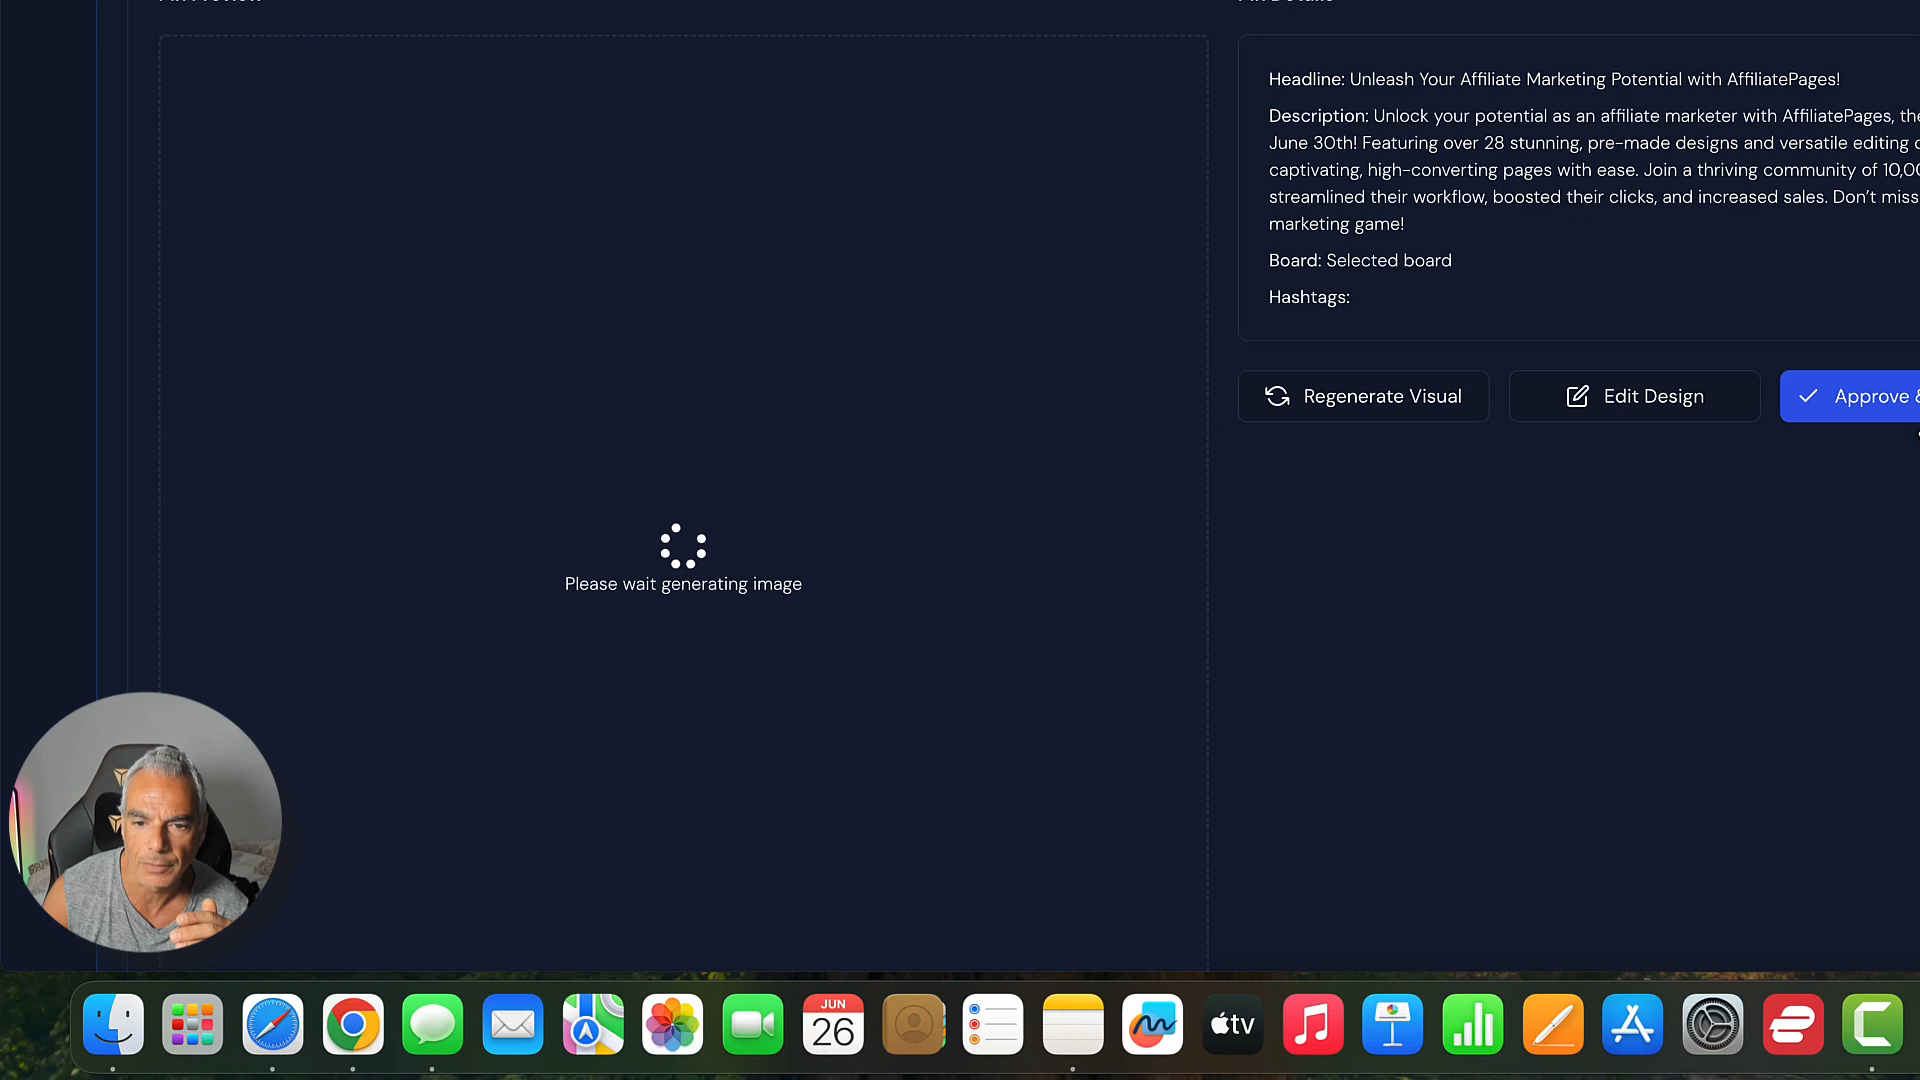 Headline: Unleash Your Affiliate Marketing Potential with AffiliatePages!
Description: Unlock your potential as an affiliate marketer with AffiliatePages,
June 30th! Featuring over 28 stunning, pre-made designs and versatile editing
captivating, high-converting pages with ease. Join a thriving community of
streamlined their workflow, boosted their clicks, and increased sales. Don't miss
marketing game!
Board: Selected board
Hashtags:
Regenerate Visual
Edit Design
Approve
Please wait generating image
JUN
26
tv